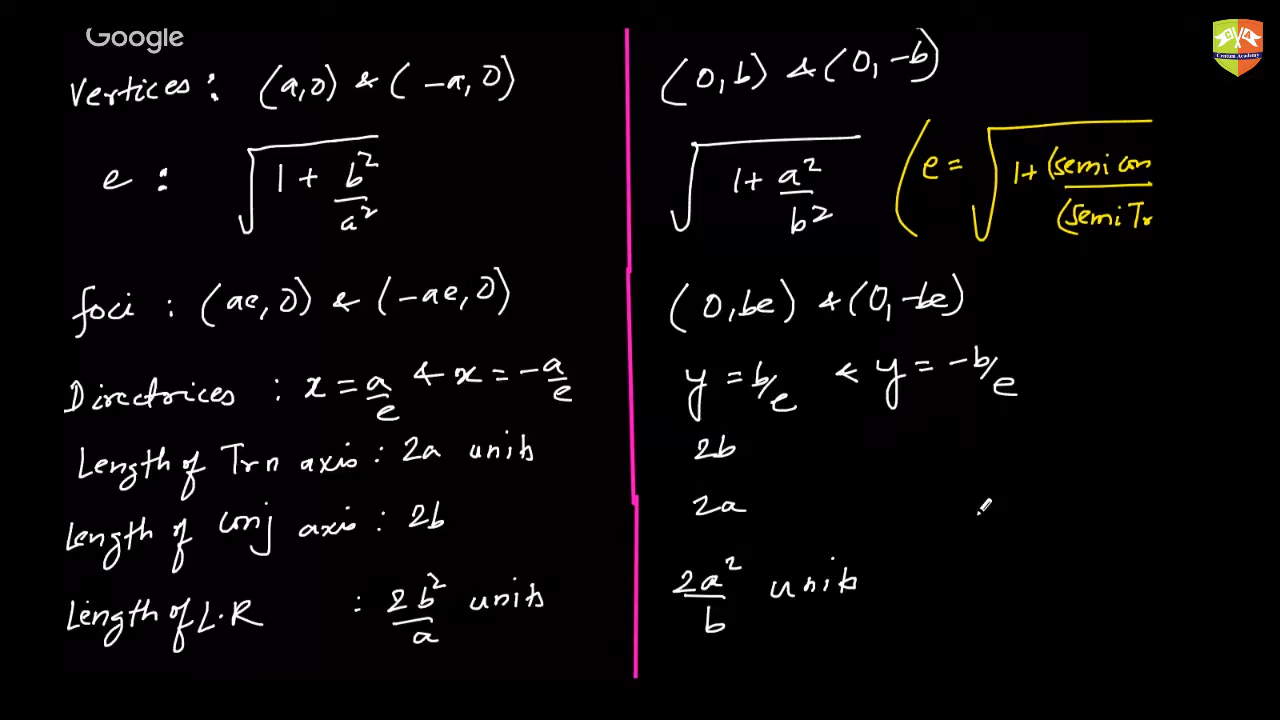 Google
Vertices : (a,0) & (-a,0) (0,b) & (0,-b)
e : √(1 + b²/a²) √(1 + a²/b²) (e = √(1 + (semi con / (semi Tr
foci : (ae,0) & (-ae,0) (0,be) & (0,-be)
Directrices : x = a/e & x = -a/e y = b/e & y = -b/e
Length of Trn axis : 2a units 2b
Length of conj axis : 2b 2a
Length of L.R : 2b²/a units 2a²/b units
Centum Academy